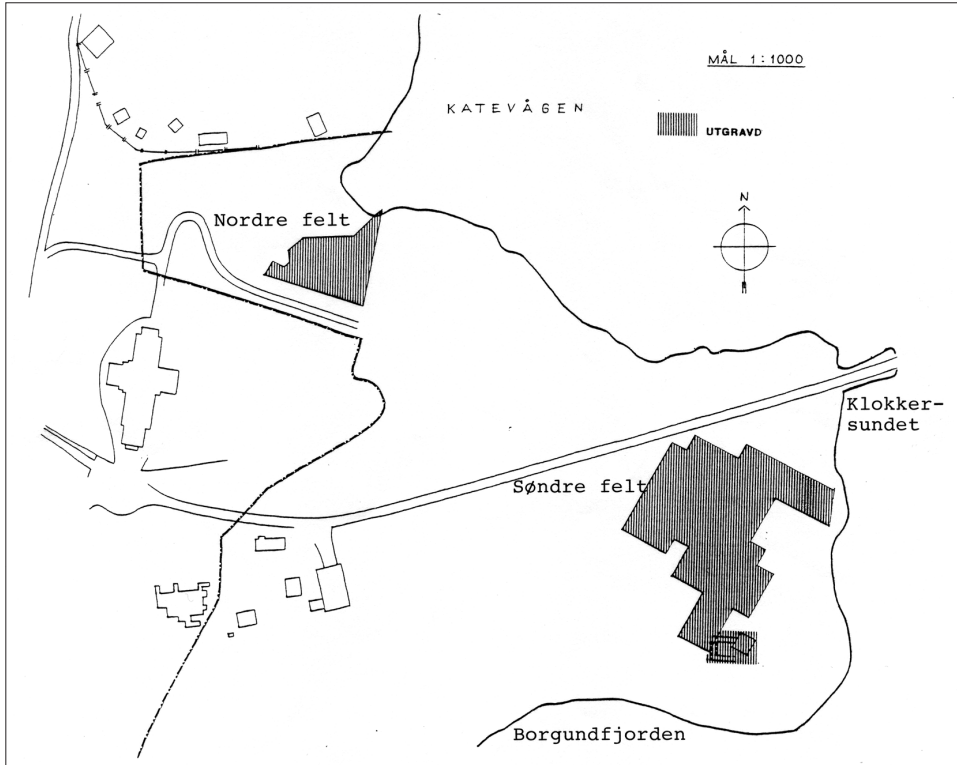 MÅL 1:1000
KATEVÅGEN
UTGRAVD
N
Nordre felt
Klokker-
sundet
Søndre felt
Borgundfjorden